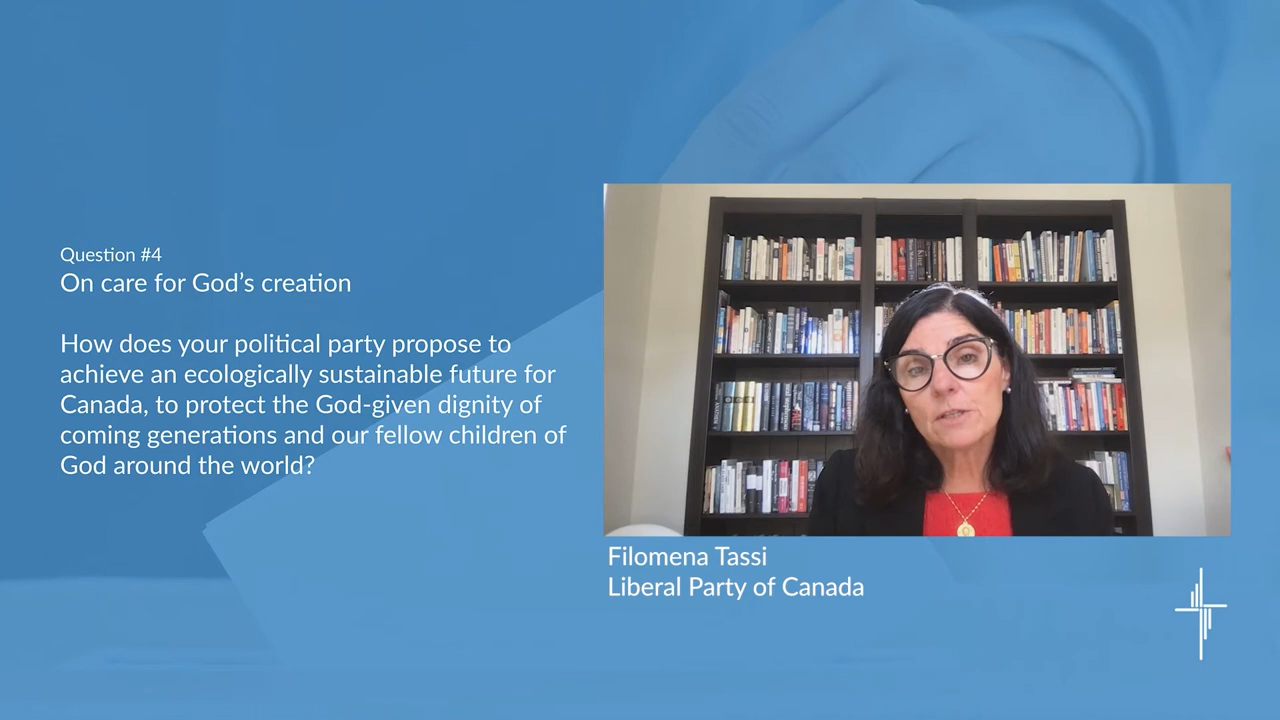 Question #4
On care for God's creation
How does your political party propose to
achieve an ecologically sustainable future for
Canada, to protect the God-given dignity of
coming generations and our fellow children of
God around the world?
Filomena Tassi
Liberal Party of Canada